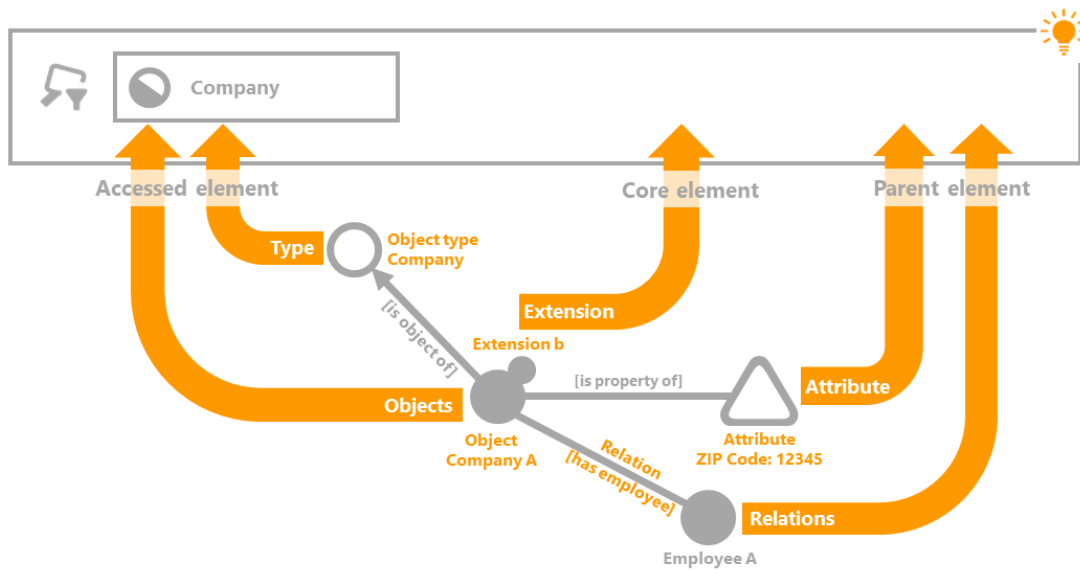 Company
Accessed element
Core element
Parent element
Type
Object type
Company
[is object of]
Extension
Extension b
[is property of]
Attribute
Objects
Object
Company A
Attribute
ZIP Code: 12345
Relation
[has employee]
Relations
Employee A